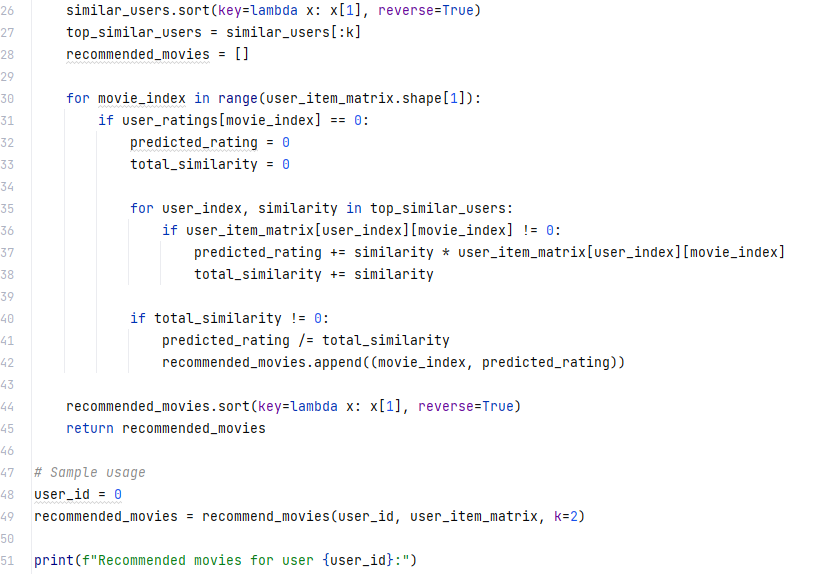 26 similar_users.sort(key=lambda x: x[1], reverse=True)
27 top_similar_users = similar_users[:k]
28 recommended_movies = []
29
30 for movie_index in range(user_item_matrix.shape[1]):
31 if user_ratings[movie_index] == 0:
32 predicted_rating = 0
33 total_similarity = 0
34
35 for user_index, similarity in top_similar_users:
36 if user_item_matrix[user_index][movie_index] != 0:
37 predicted_rating += similarity * user_item_matrix[user_index][movie_index]
38 total_similarity += similarity
39
40 if total_similarity != 0:
41 predicted_rating /= total_similarity
42 recommended_movies.append((movie_index, predicted_rating))
43
44 recommended_movies.sort(key=lambda x: x[1], reverse=True)
45 return recommended_movies
46
47 # Sample usage
48 user_id = 0
49 recommended_movies = recommend_movies(user_id, user_item_matrix, k=2)
50
51 print(f"Recommended movies for user {user_id}:")